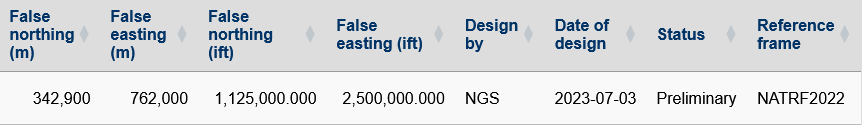 False northing (m) False easting (m) False northing (ift) False easting (ift) Design by Date of design Status Reference frame
342,900 762,000 1,125,000.000 2,500,000.000 NGS 2023-07-03 Preliminary NATRF2022